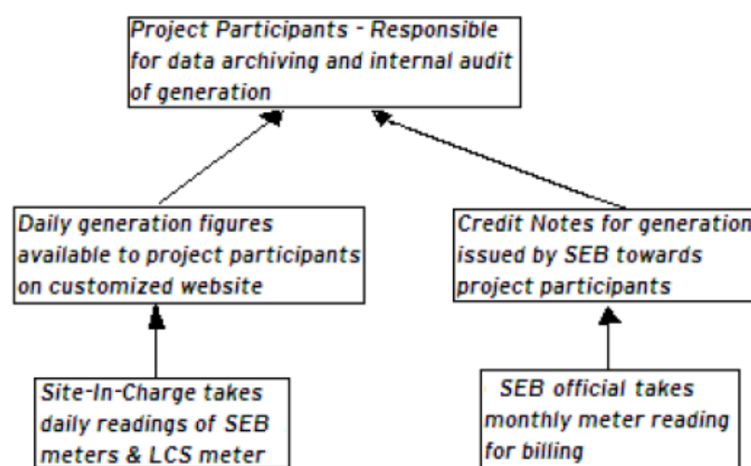 Project Participants - Responsible
for data archiving and internal audit
of generation
Daily generation figures
available to project participants
on customized website
Credit Notes for generation
issued by SEB towards
project participants
Site-In-Charge takes
daily readings of SEB
meters & LCS meter
SEB official takes
monthly meter reading
for billing